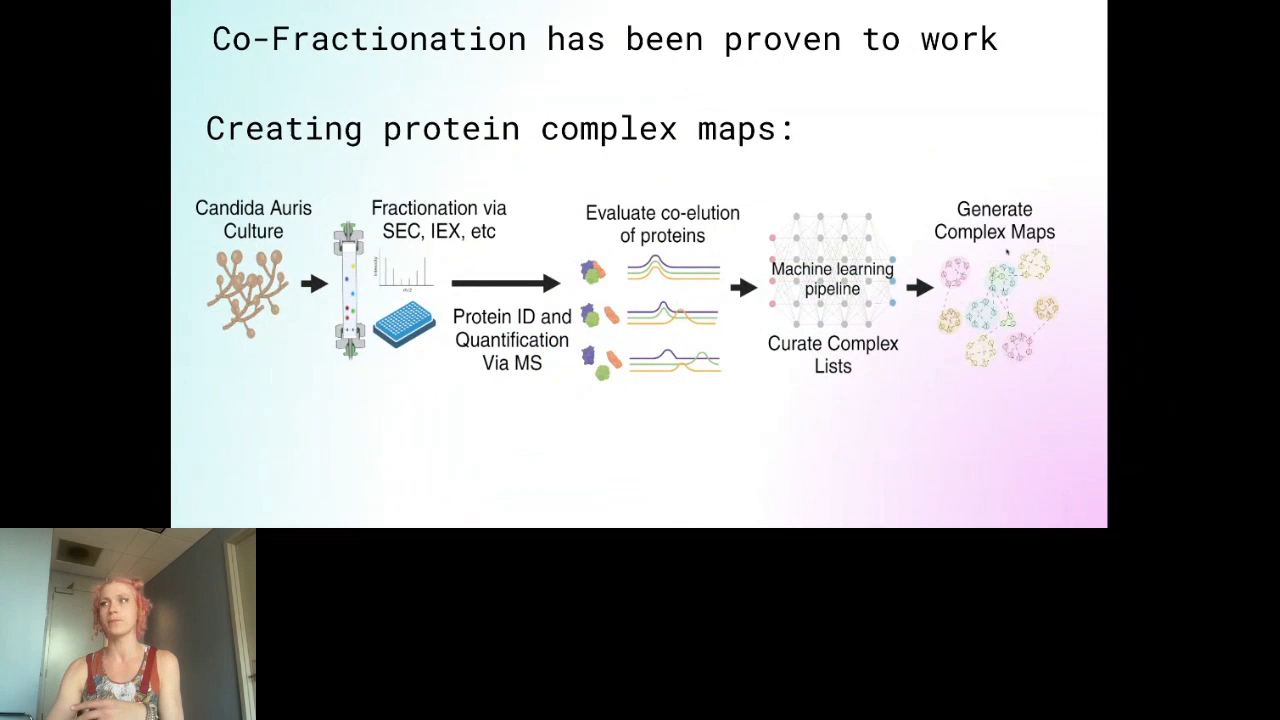 Co-Fractionation has been proven to work
Creating protein complex maps:
Candida Auris
Culture
Fractionation via
SEC, IEX, etc
Protein ID and
Quantification
Via MS
Evaluate co-elution
of proteins
Machine learning
pipeline
Curate Complex
Lists
Generate
Complex Maps